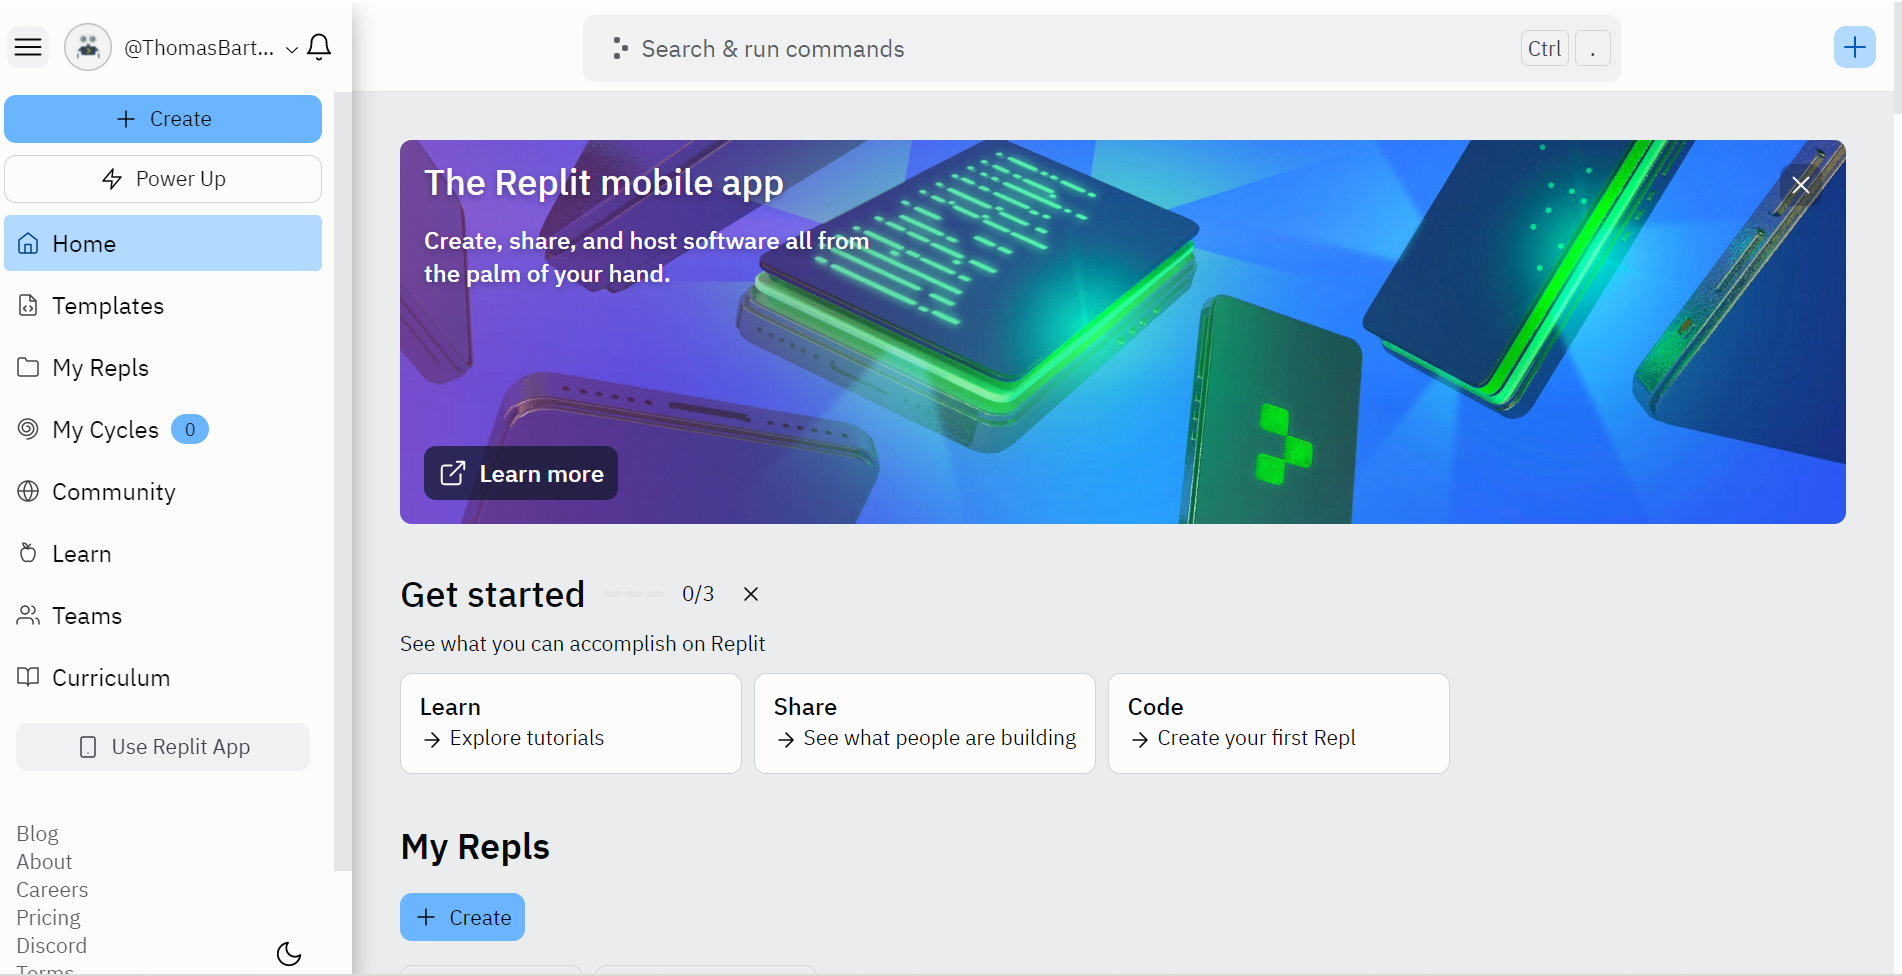 @ThomasBart...
Search & run commands
Ctrl
.
Create
Power Up
Home
Templates
My Repls
My Cycles 0
Community
Learn
Teams
Curriculum
Use Replit App
Blog
About
Careers
Pricing
Discord
Terms
The Replit mobile app
Create, share, and host software all from
the palm of your hand.
Learn more
Get started 0/3
See what you can accomplish on Replit
Learn
Explore tutorials
Share
See what people are building
Code
Create your first Repl
My Repls
Create